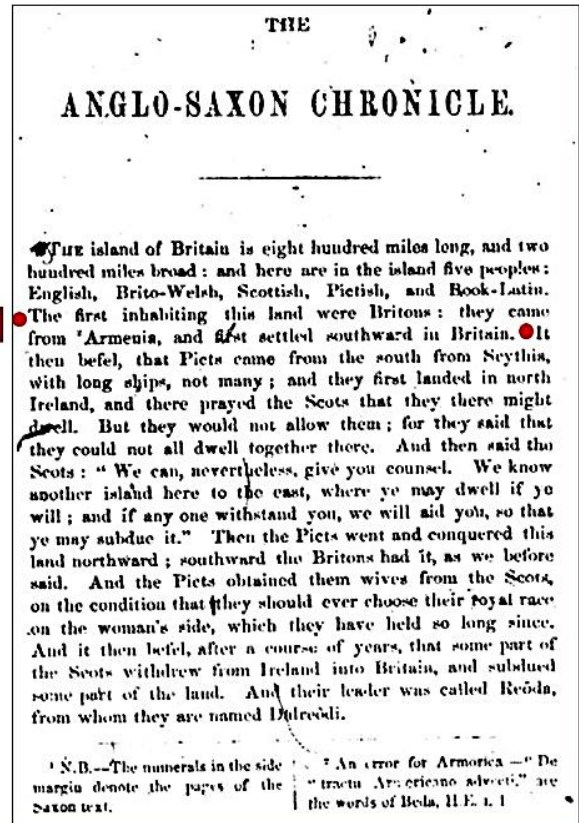 THE
ANGLO-SAXON CHRONICLE.
THE island of Britain is eight hundred miles long, and two
hundred miles broad: and here are in the island five peoples:
English, Brito-Welsh, Scottish, Pictish, and Book-Latin.
The first inhabiting this land were Britons: they came
from ²Armenia, and first settled southward in Britain. It
then befel, that Picts came from the south from Scythia,
with long ships, not many; and they first landed in north
Ireland, and there prayed the Scots that they there might
dwell. But they would not allow them; for they said that
they could not all dwell together there. And then said the
Scots: "We can, nevertheless, give you counsel. We know
another island here to the east, where ye may dwell if ye
will; and if any one withstand you, we will aid you, so that
ye may subdue it." Then the Picts went and conquered this
land northward; southward the Britons had it, as we before
said. And the Picts obtained them wives from the Scots,
on the condition that they should ever choose their royal race
on the woman's side, which they have held so long since.
And it then befel, after a course of years, that some part of
the Scots withdrew from Ireland into Britain, and subdued
some part of the land. And their leader was called Reoda,
from whom they are named Dalreodi.
¹ N.B.—The numerals in the side
margin denote the pages of the
Saxon text.
² An error for Armorica—"De
"tractu Armoricano advecti," are
the words of Beda, H.E. i. 1